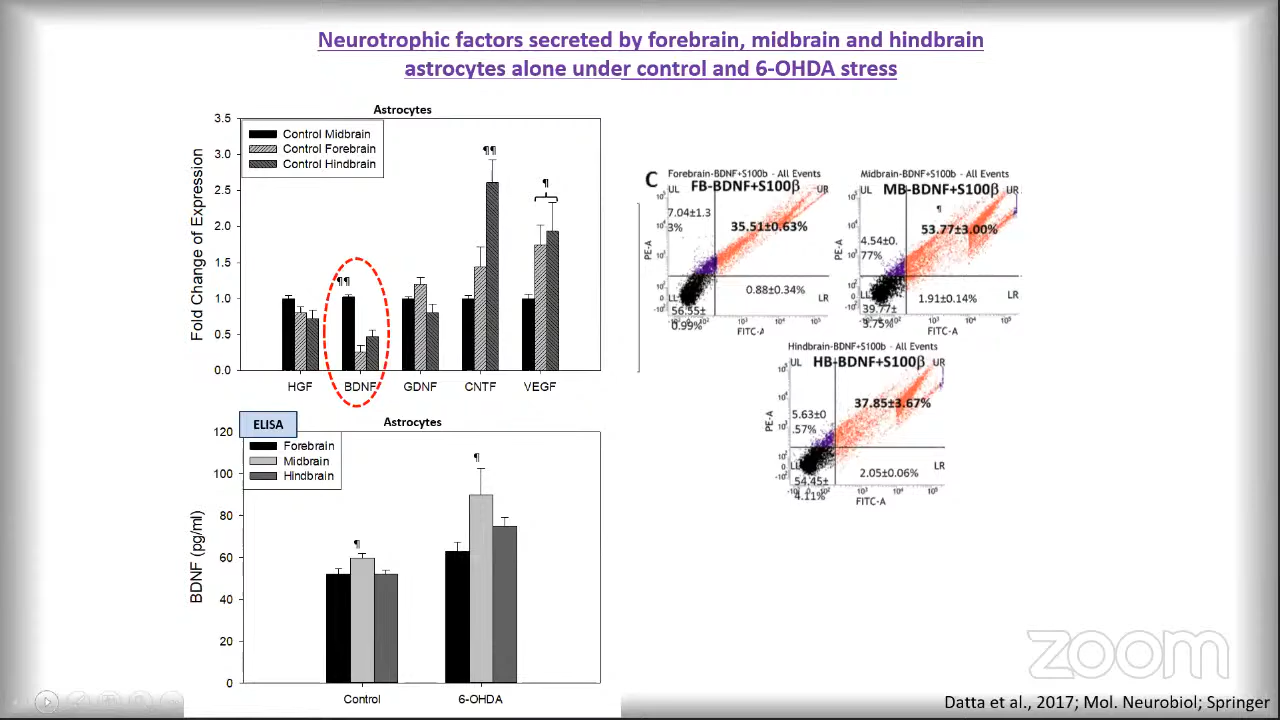 Neurotrophic factors secreted by forebrain, midbrain and hindbrain
astrocytes alone under control and 6-OHDA stress
Astrocytes
Fold Change of Expression
3.5
3.0
2.5
2.0
1.5
1.0
0.5
0.0
Control Midbrain
Control Forebrain
Control Hindbrain
¶¶
¶¶
¶
HGF BDNF GDNF CNTF VEGF
ELISA
Astrocytes
BDNF (pg/ml)
120
100
80
60
40
20
0
Forebrain
Midbrain
Hindbrain
¶
¶
Control 6-OHDA
C
Forebrain-BDNF+S100b - All Events
FB-BDNF+S100β
UL UR
7.04±1.3
3%
35.51±0.63%
0.88±0.34%
LL LR
56.55±
0.99%
PE-A
FITC-A
Midbrain-BDNF+S100b - All Events
MB-BDNF+S100β
UL UR
¶
53.77±3.00%
4.54±0.
77%
1.91±0.14%
LL LR
39.77±
3.75%
PE-A
FITC-A
Hindbrain-BDNF+S100b - All Events
HB-BDNF+S100β
UL UR
37.85±3.67%
5.63±0
.57%
2.05±0.06%
LL LR
54.45±
4.11%
PE-A
FITC-A
zoom
Datta et al., 2017; Mol. Neurobiol; Springer